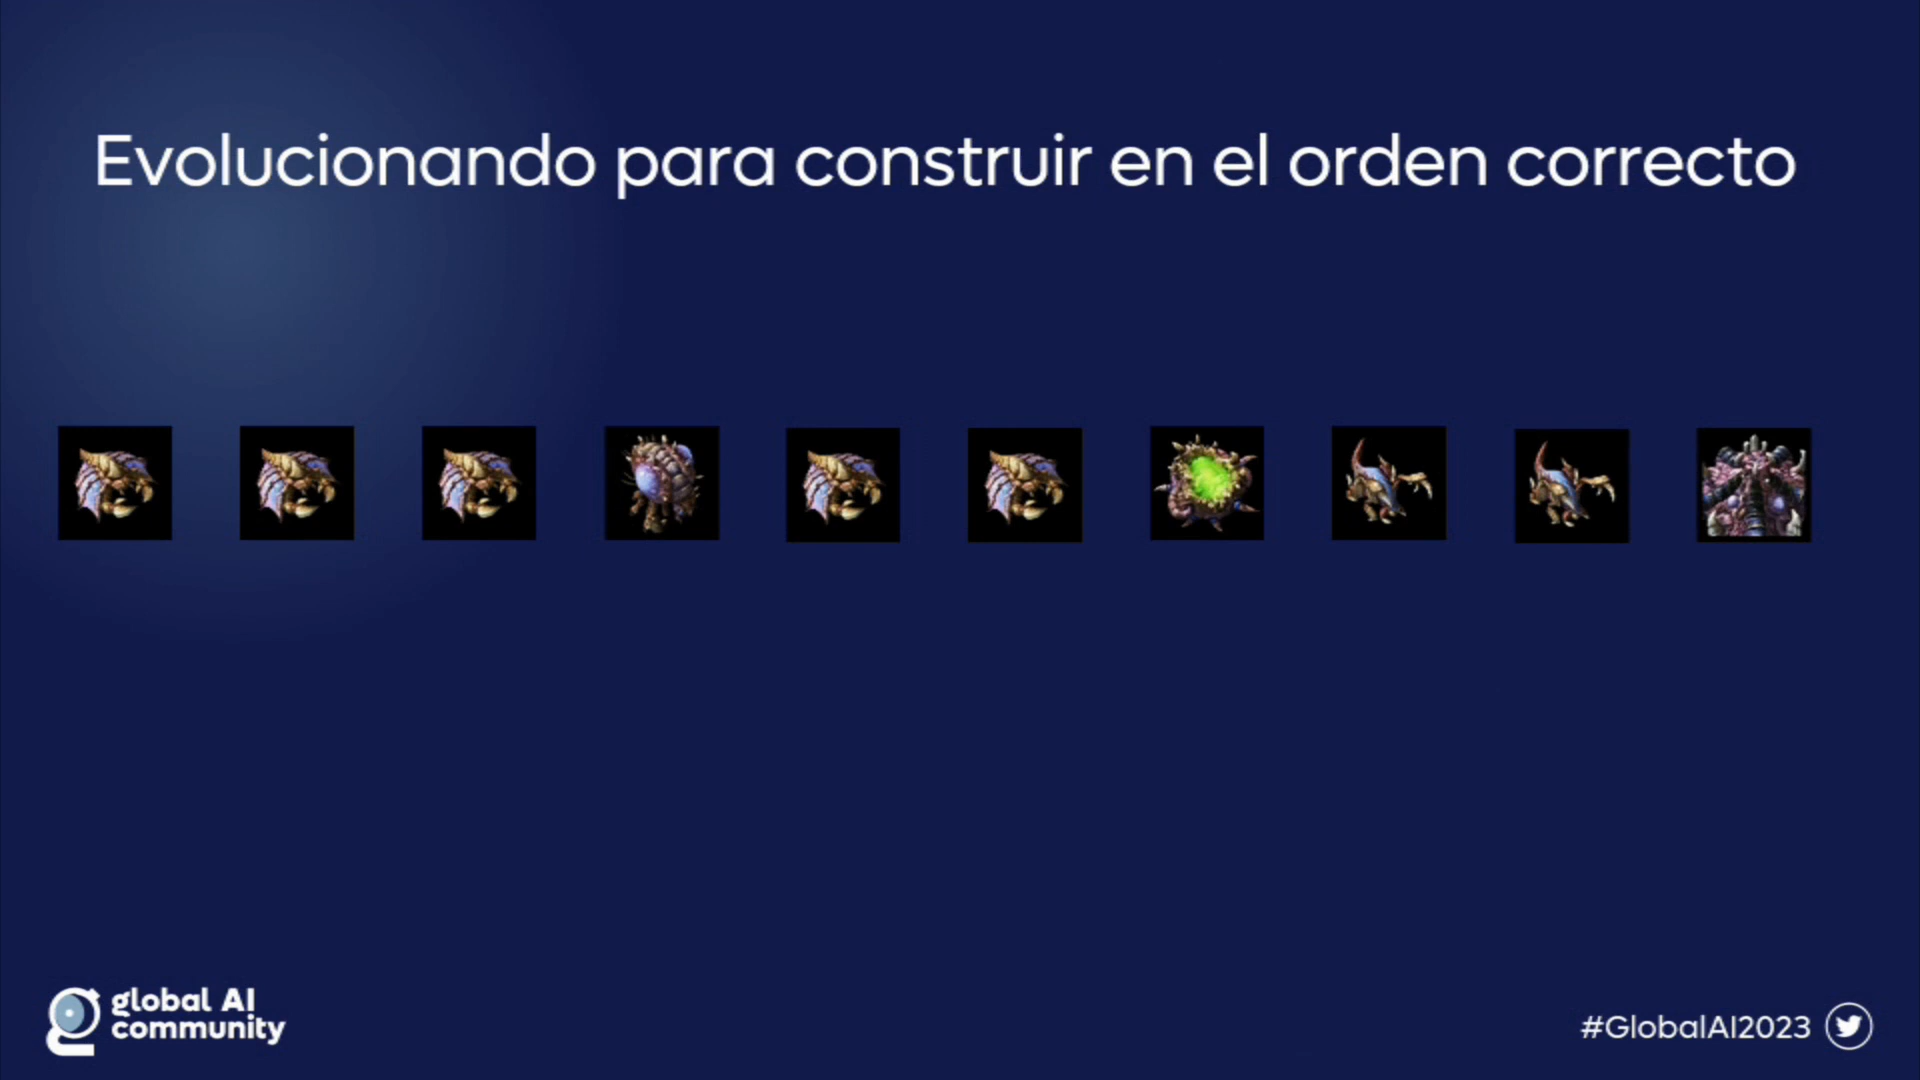 Evolucionando para construir en el orden correcto
global AI
community
#GlobalAI2023